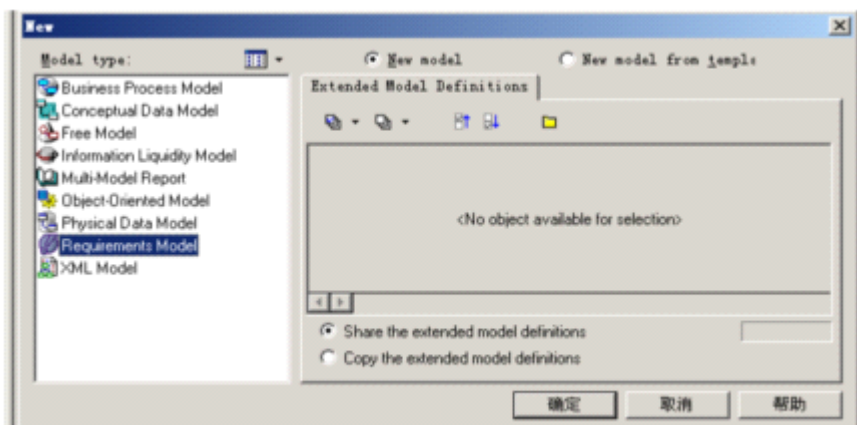 New
Model type:
New model
New model from templ
Business Process Model
Conceptual Data Model
Free Model
Information Liquidity Model
Multi-Model Report
Object-Oriented Model
Physical Data Model
Requirements Model
XML Model
Extended Model Definitions
<No object available for selection>
Share the extended model definitions
Copy the extended model definitions
确定
取消
帮助